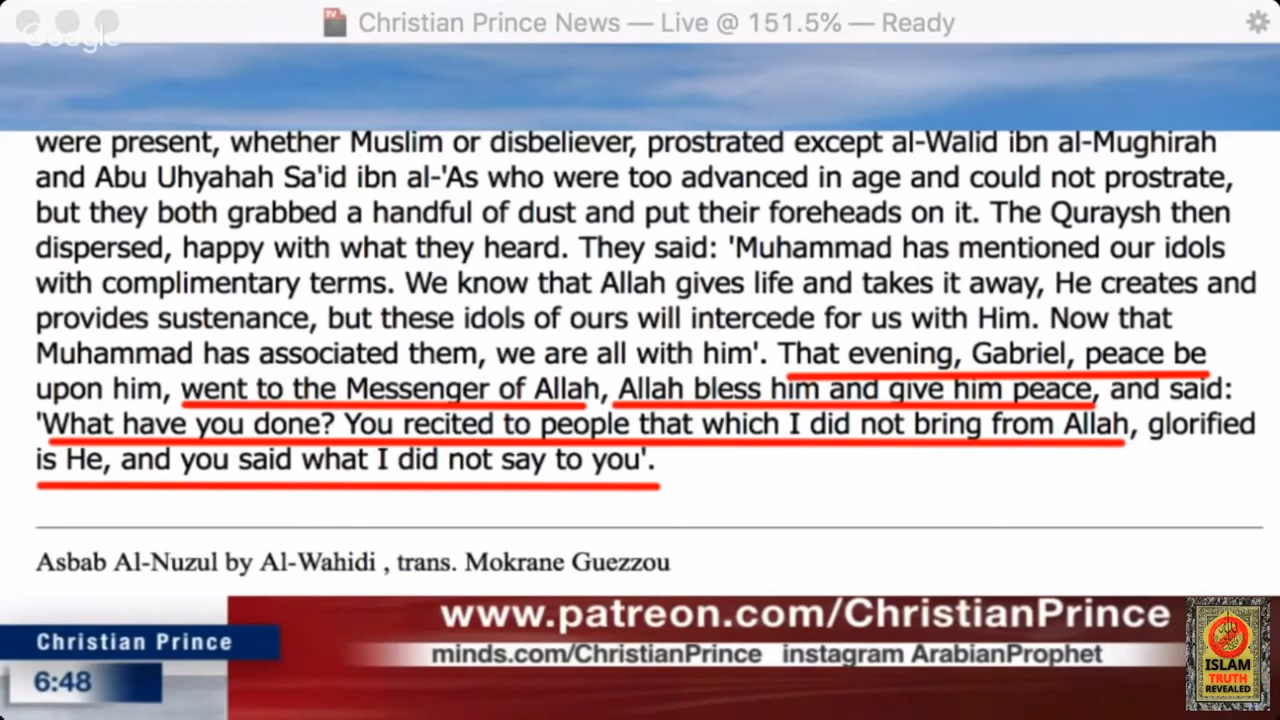 Christian Prince News — Live @ 151.5% — Ready
Google
were present, whether Muslim or disbeliever, prostrated except al-Walid ibn al-Mughirah
and Abu Uhyahah Sa'id ibn al-'As who were too advanced in age and could not prostrate,
but they both grabbed a handful of dust and put their foreheads on it. The Quraysh then
dispersed, happy with what they heard. They said: 'Muhammad has mentioned our idols
with complimentary terms. We know that Allah gives life and takes it away, He creates and
provides sustenance, but these idols of ours will intercede for us with Him. Now that
Muhammad has associated them, we are all with him'. That evening, Gabriel, peace be
upon him, went to the Messenger of Allah, Allah bless him and give him peace, and said:
'What have you done? You recited to people that which I did not bring from Allah, glorified
is He, and you said what I did not say to you'.
Asbab Al-Nuzul by Al-Wahidi , trans. Mokrane Guezzou
www.patreon.com/ChristianPrince
Christian Prince
minds.com/ChristianPrince instagram ArabianProphet
6:48
ISLAM
TRUTH
REVEALED